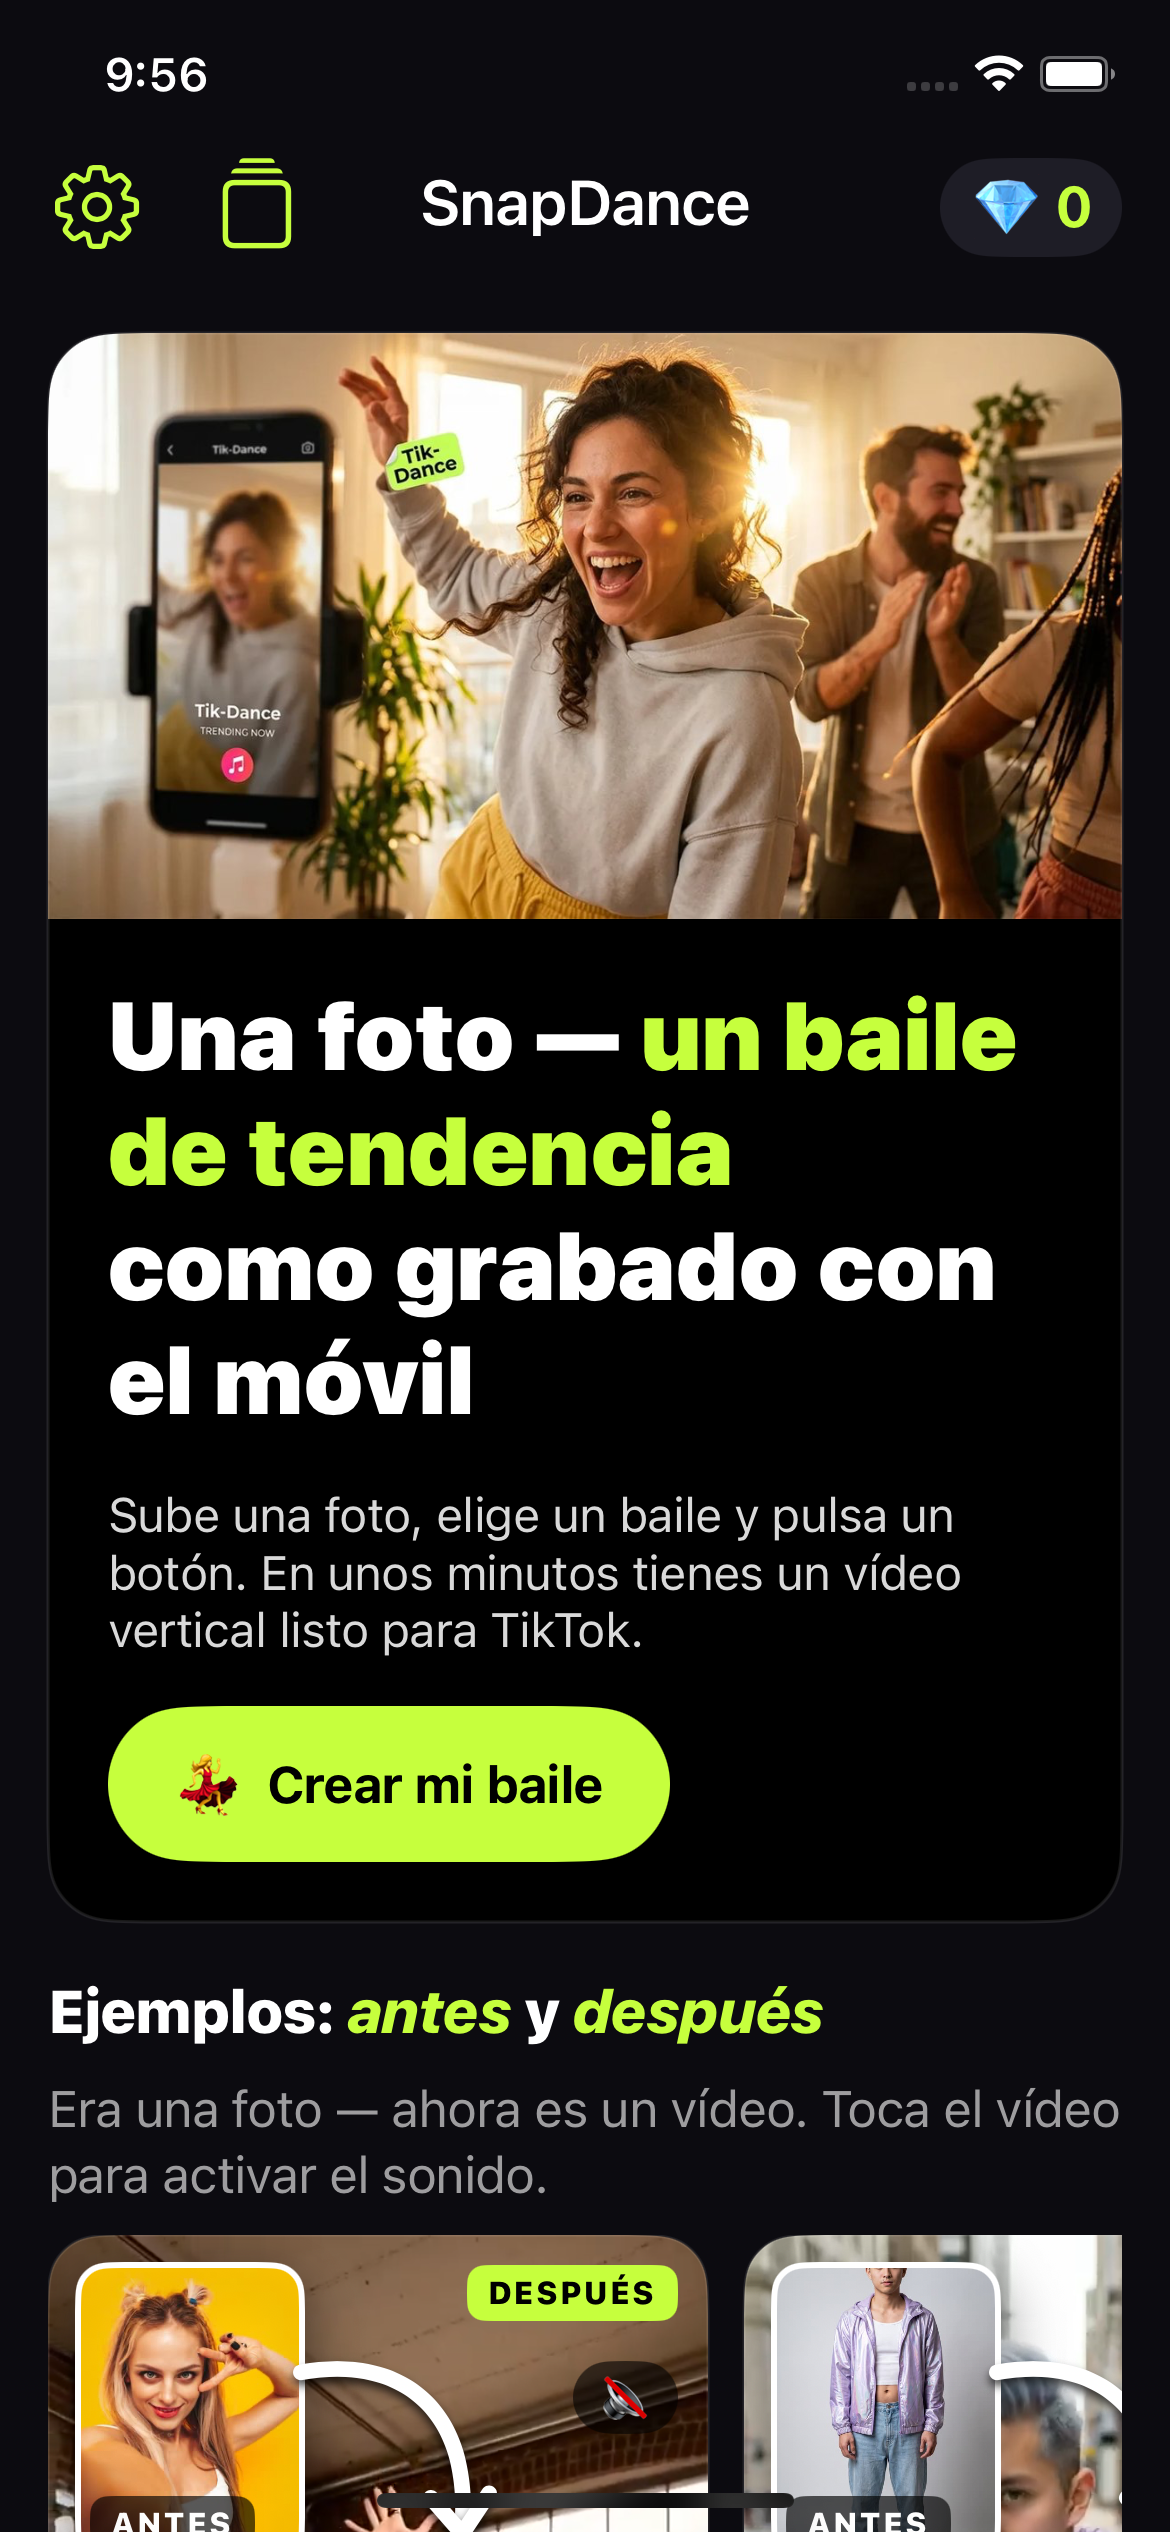 9:56
SnapDance
0
Tik-Dance
Tik-
Dance
Tik-Dance
TRENDING NOW
Una foto — un baile
de tendencia
como grabado con
el móvil
Sube una foto, elige un baile y pulsa un
botón. En unos minutos tienes un vídeo
vertical listo para TikTok.
Crear mi baile
Ejemplos: antes y después
Era una foto — ahora es un vídeo. Toca el vídeo
para activar el sonido.
DESPUÉS
ANTES
ANTES